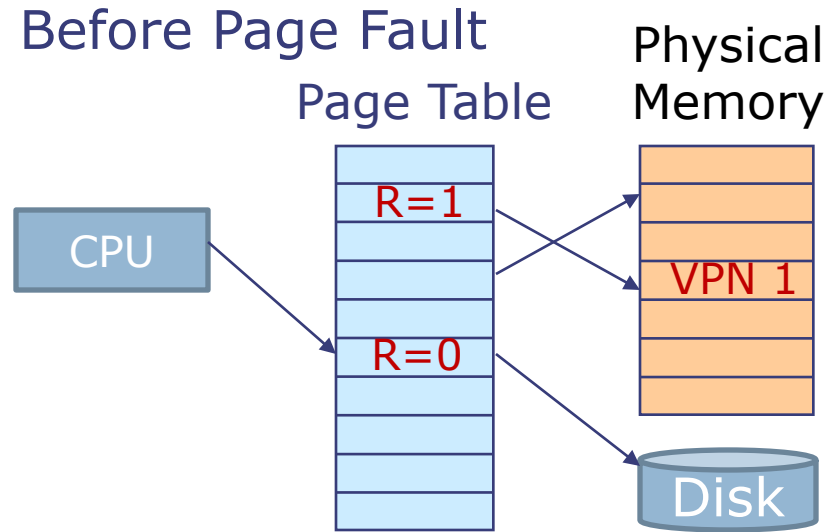 Before Page Fault
Physical
Memory
Page Table
R=1
CPU
VPN 1
R=0
Disk